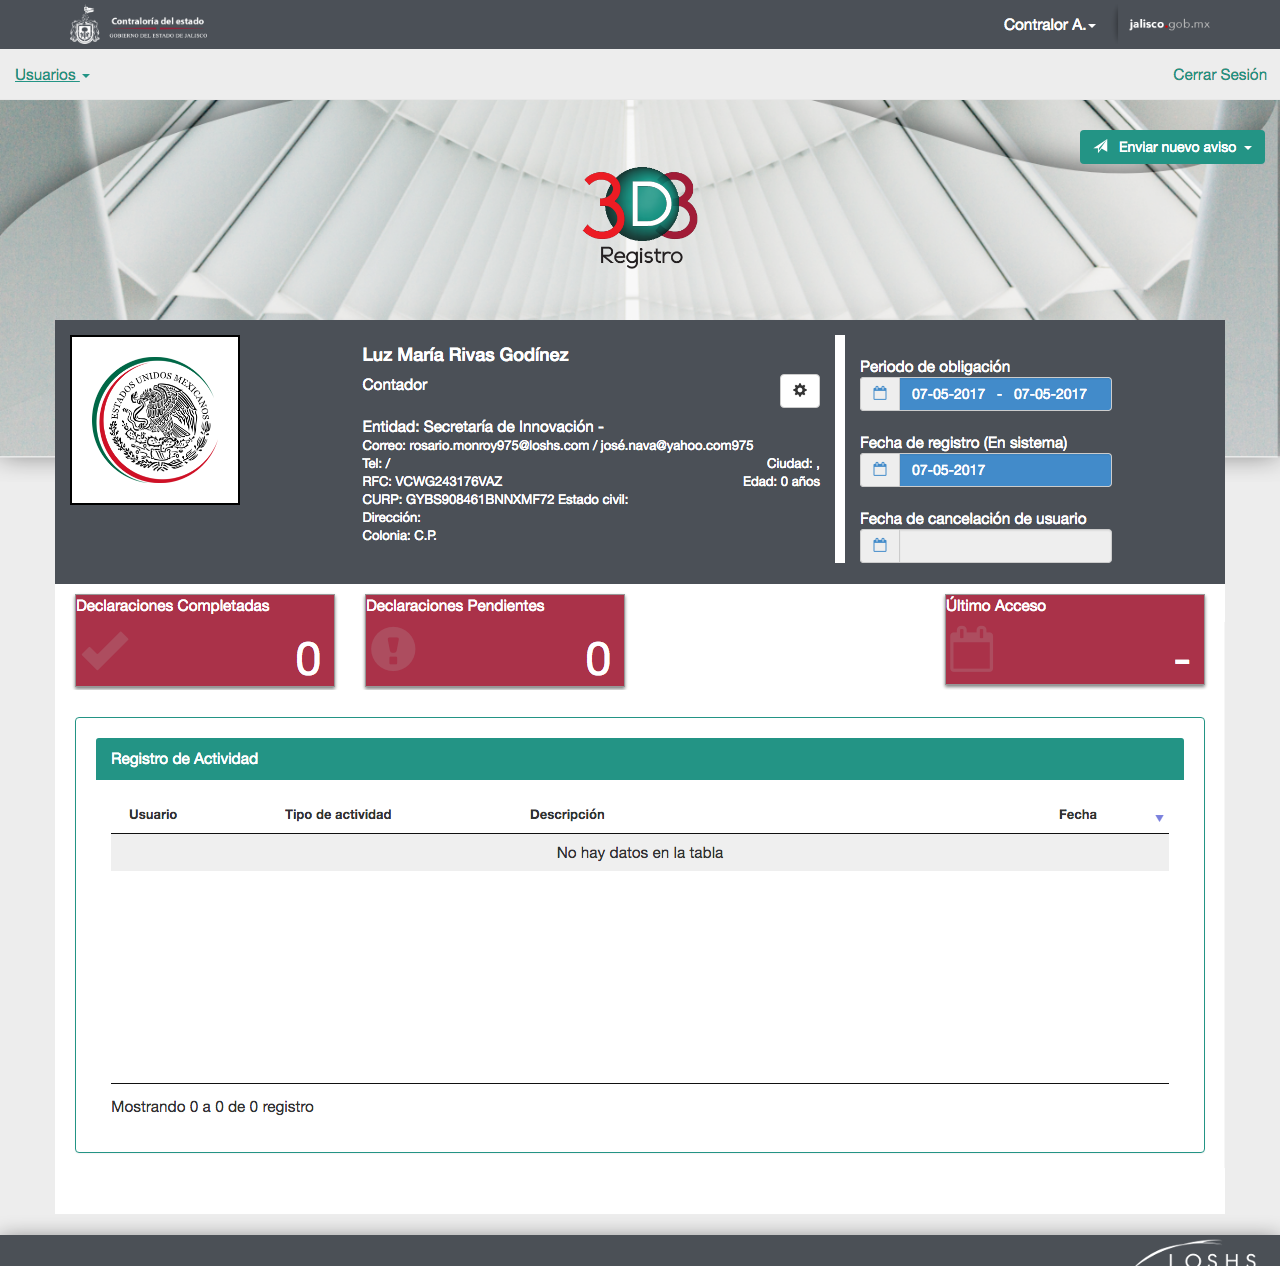 Contraloría del estado
GOBIERNO DEL ESTADO DE JALISCO
Contralor A.
jalisco gob.mx
Usuarios
Cerrar Sesión
Enviar nuevo aviso
3D3
Registro
ESTADOS UNIDOS MEXICANOS
Luz María Rivas Godínez
Contador
Entidad: Secretaría de Innovación -
Correo: rosario.monroy975@loshs.com / josé.nava@yahoo.com975
Tel: /
Ciudad: ,
RFC: VCWG243176VAZ
Edad: 0 años
CURP: GYBS908461BNNXMF72 Estado civil:
Dirección:
Colonia: C.P.
Periodo de obligación
07-05-2017 - 07-05-2017
Fecha de registro (En sistema)
07-05-2017
Fecha de cancelación de usuario
Declaraciones Completadas
0
Declaraciones Pendientes
0
Último Acceso
-
Registro de Actividad
Usuario Tipo de actividad Descripción Fecha
No hay datos en la tabla
Mostrando 0 a 0 de 0 registro
LOSHS